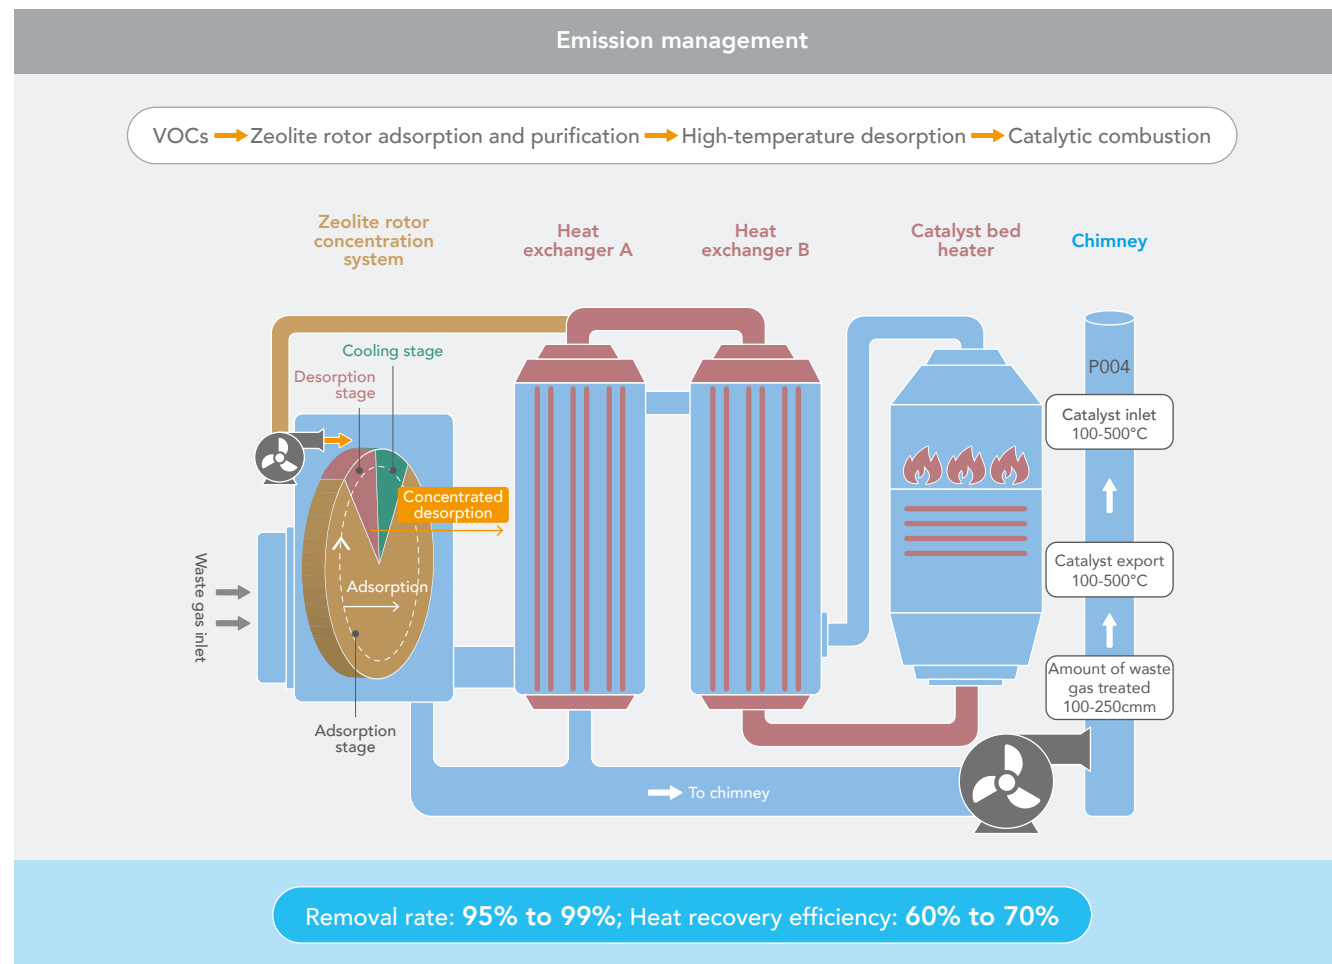 Emission management
VOCs → Zeolite rotor adsorption and purification → High-temperature desorption → Catalytic combustion
Zeolite rotor
concentration
system
Heat
exchanger A
Heat
exchanger B
Catalyst bed
heater
Chimney
Cooling stage
Desorption
stage
Concentrated
desorption
Adsorption
Waste gas inlet
Adsorption
stage
To chimney
P004
Catalyst inlet
100-500°C
Catalyst export
100-500°C
Amount of waste
gas treated
100-250cmm
Removal rate: 95% to 99%; Heat recovery efficiency: 60% to 70%